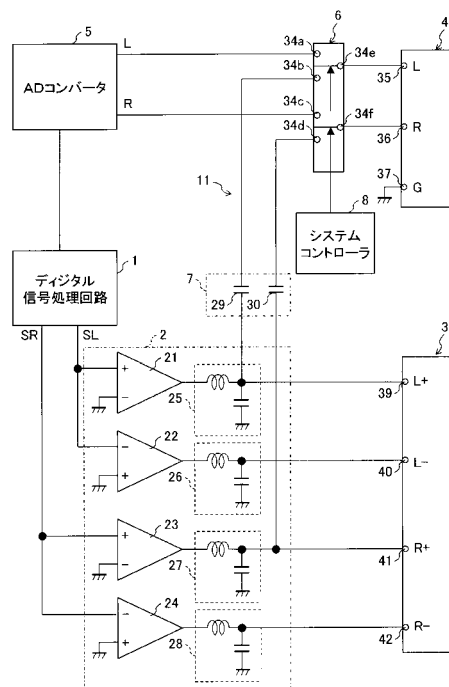 5
6
4
L
34a
34b
34e
L
35
ADコンバータ
R
34c
34d
34f
R
36
37
G
11
8
システム
コントローラ
1
7
29
30
ディジタル
信号処理回路
SR
SL
2
3
21
+
−
25
L+
39
22
−
+
26
L−
40
23
+
−
27
R+
41
24
−
+
28
R−
42